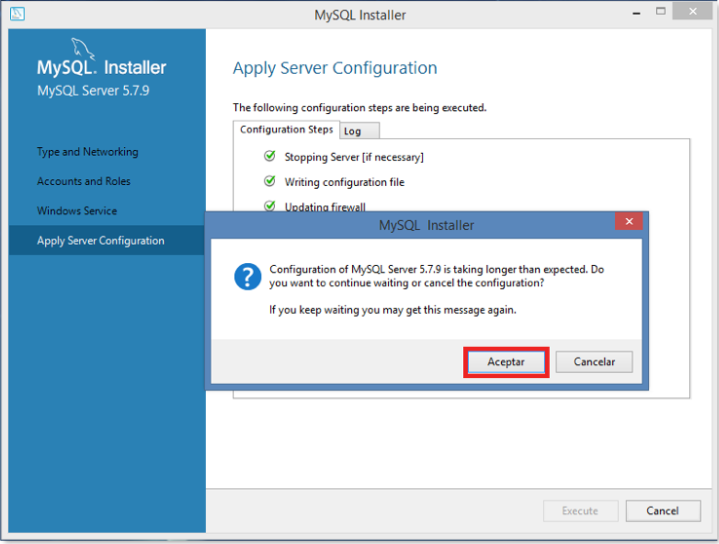 MySQL Installer
MySQL. Installer
MySQL Server 5.7.9
Type and Networking
Accounts and Roles
Windows Service
Apply Server Configuration
Apply Server Configuration
The following configuration steps are being executed.
Configuration Steps Log
Stopping Server [if necessary]
Writing configuration file
Updating firewall
MySQL Installer
Configuration of MySQL Server 5.7.9 is taking longer than expected. Do
you want to continue waiting or cancel the configuration?
If you keep waiting you may get this message again.
Aceptar Cancelar
Execute Cancel